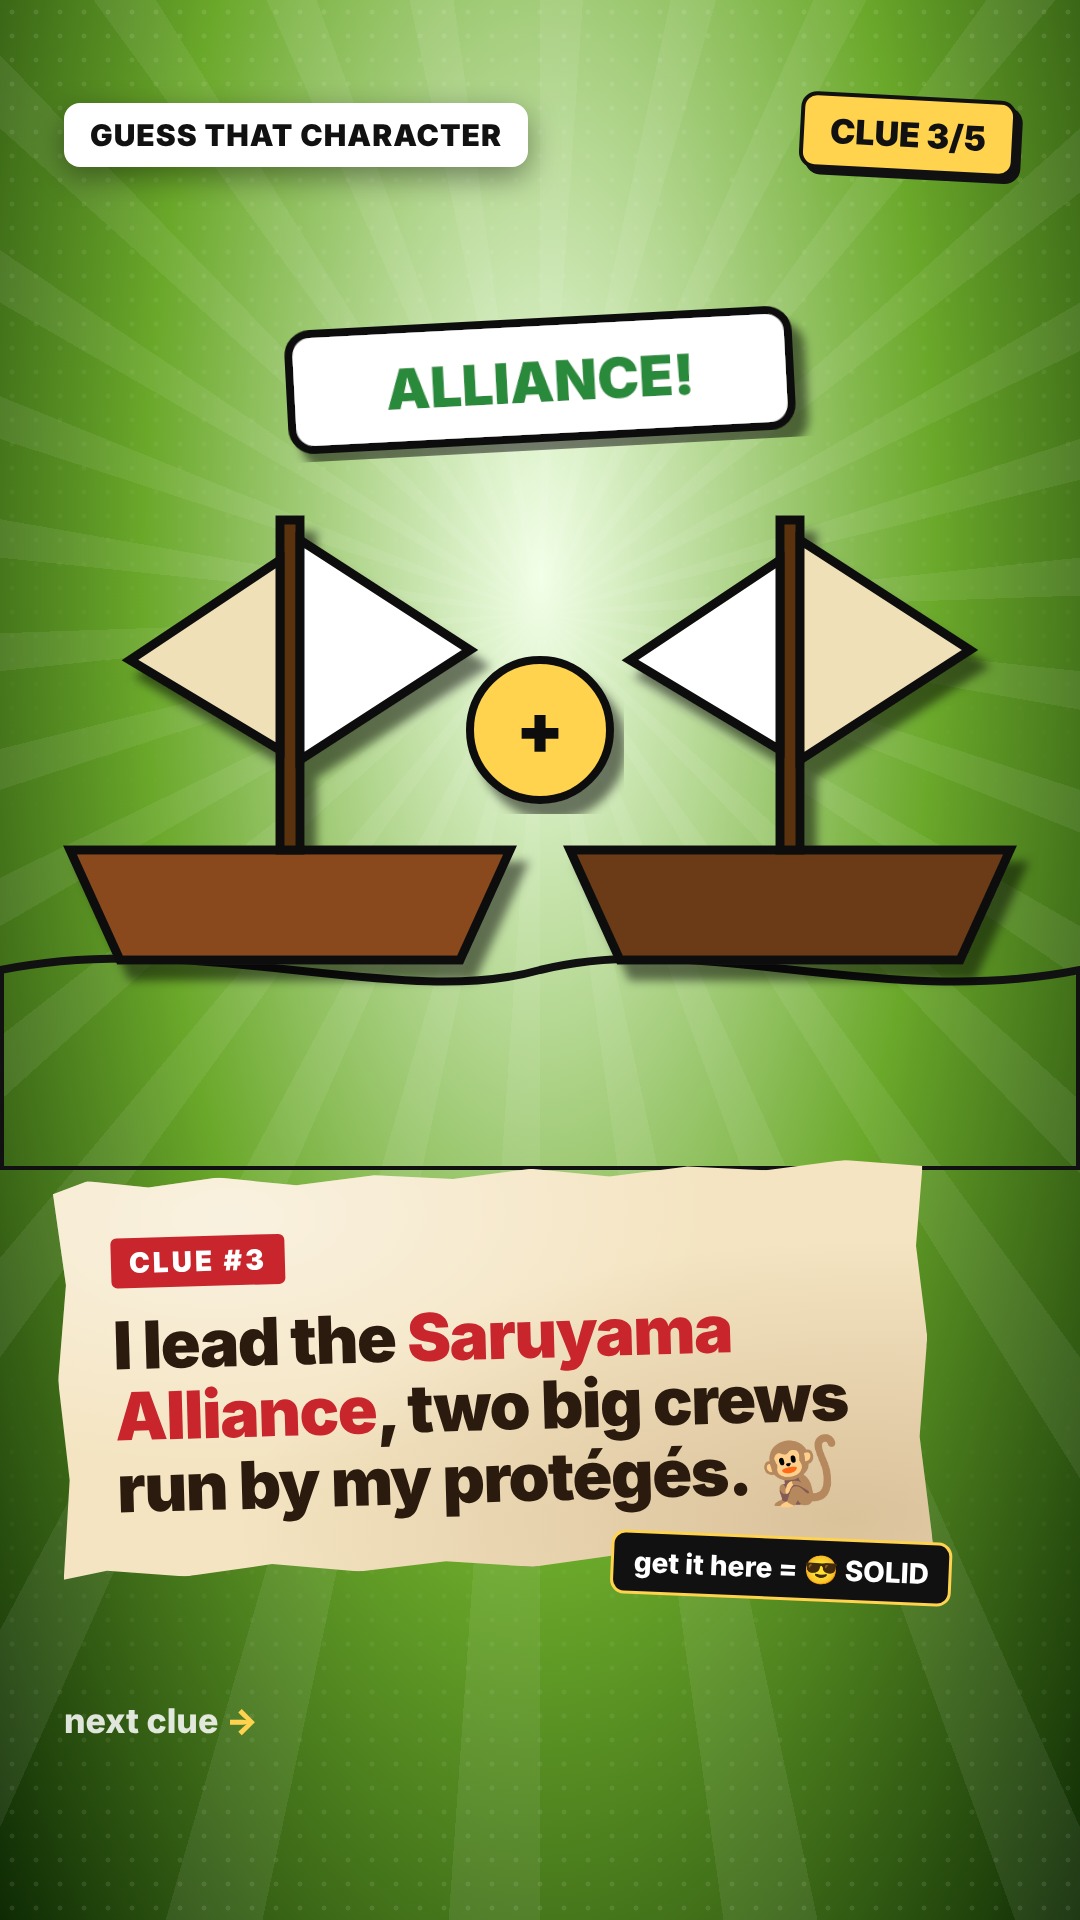 GUESS THAT CHARACTER
CLUE 3/5
ALLIANCE!
+
CLUE #3
I lead the Saruyama
Alliance, two big crews
run by my protégés. 🐒
get it here = 😎 SOLID
next clue →